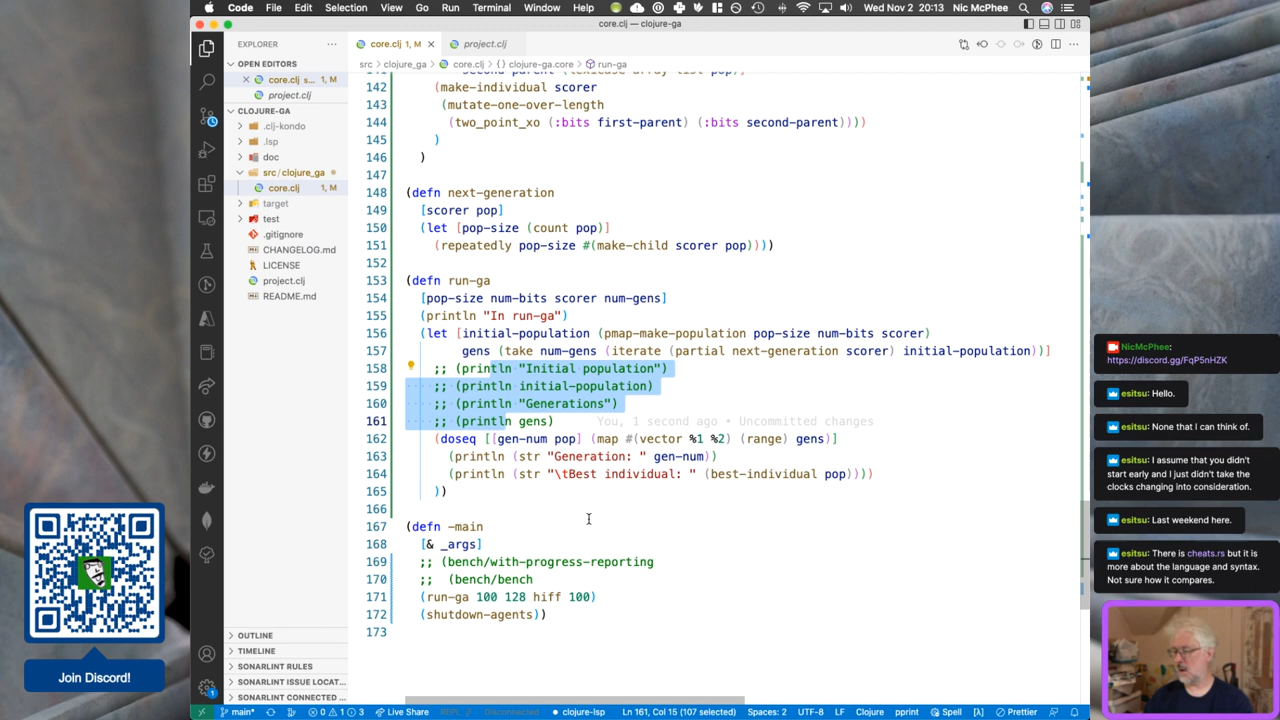 Code File Edit Selection View Go Run Terminal Window Help
Wed Nov 2 20:13 Nic McPhee
core.clj — clojure-ga
EXPLORER
OPEN EDITORS
core.clj s... 1, M
project.clj
CLOJURE-GA
.clj-kondo
.lsp
doc
src/clojure_ga
core.clj 1, M
target
test
.gitignore
CHANGELOG.md
LICENSE
project.clj
README.md
OUTLINE
TIMELINE
SONARLINT RULES
SONARLINT ISSUE LOCAT...
SONARLINT CONNECTED ...
core.clj 1, M
project.clj
src > clojure_ga > core.clj > {} clojure-ga.core > run-ga
142 (make-individual scorer
143 (mutate-one-over-length
144 (two_point_xo (:bits first-parent) (:bits second-parent))))
145 )
146 )
147
148 (defn next-generation
149 [scorer pop]
150 (let [pop-size (count pop)]
151 (repeatedly pop-size #(make-child scorer pop))))
152
153 (defn run-ga
154 [pop-size num-bits scorer num-gens]
155 (println "In run-ga")
156 (let [initial-population (pmap-make-population pop-size num-bits scorer)
157 gens (take num-gens (iterate (partial next-generation scorer) initial-population))]
158 ;; (println "Initial population")
159 ;; (println initial-population)
160 ;; (println "Generations")
161 ;; (println gens) You, 1 second ago • Uncommitted changes
162 (doseq [[gen-num pop] (map #(vector %1 %2) (range) gens)]
163 (println (str "Generation: " gen-num))
164 (println (str "\tBest individual: " (best-individual pop))))
165 ))
166
167 (defn -main
168 [& _args]
169 ;; (bench/with-progress-reporting
170 ;; (bench/bench
171 (run-ga 100 128 hiff 100)
172 (shutdown-agents))
173
main* 0 1 3 Live Share REPL Disconnected clojure-lsp Ln 161, Col 15 (107 selected) Spaces: 2 UTF-8 LF Clojure pprint Spell [λ] Prettier
Join Discord!
NicMcPhee:
https://discord.gg/FqP5nHZK
esitsu: Hello.
esitsu: None that I can think of.
esitsu: I assume that you didn't
start early and I just didn't take the
clocks changing into consideration.
esitsu: Last weekend here.
esitsu: There is cheats.rs but it is
more about the language and syntax.
Not sure how it compares.